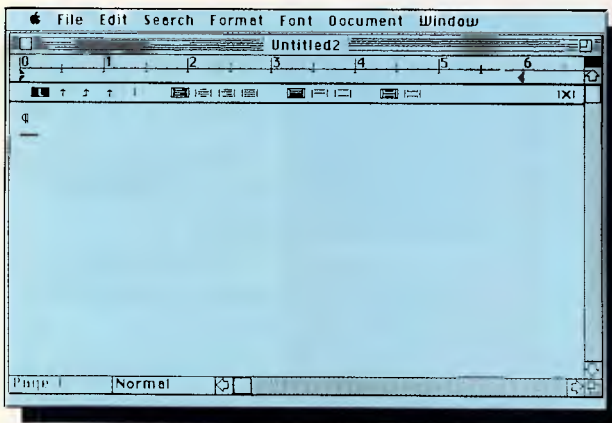 File Edit Search Format Font Document Window
Untitled2
0 1 2 3 4 5 6
¶
Page 1 Normal